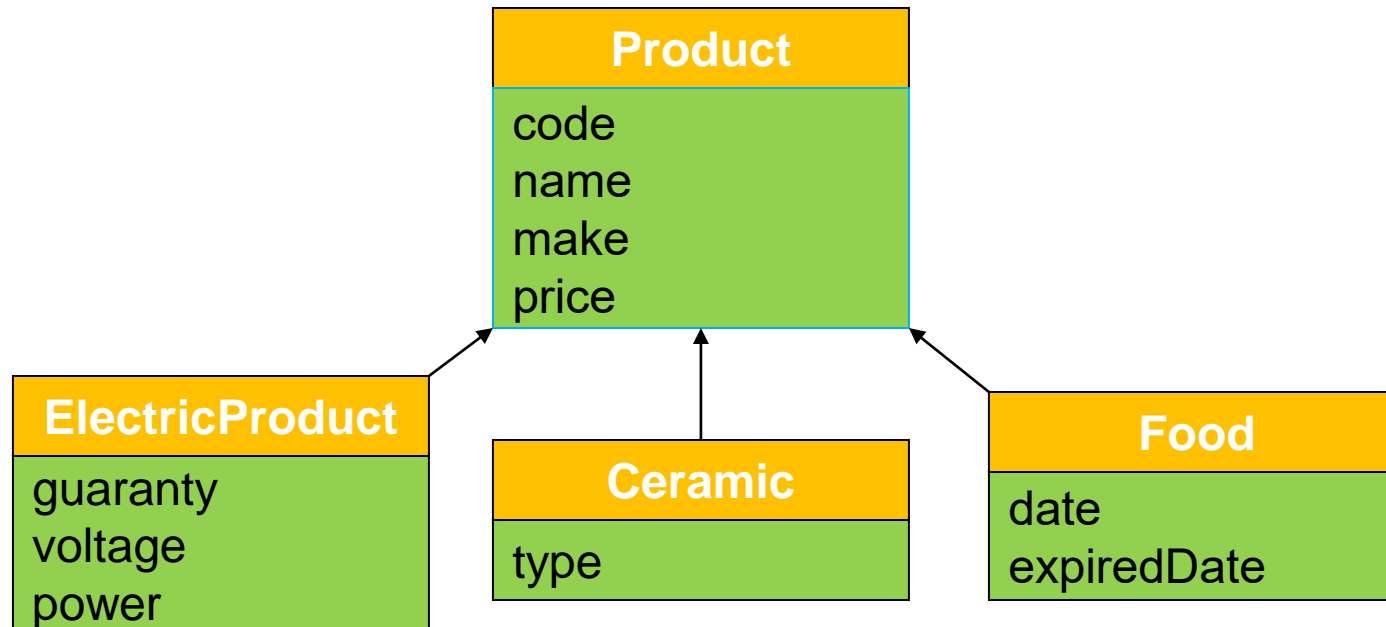 Product
code
name
make
price
ElectricProduct
guaranty
voltage
power
Ceramic
type
Food
date
expiredDate